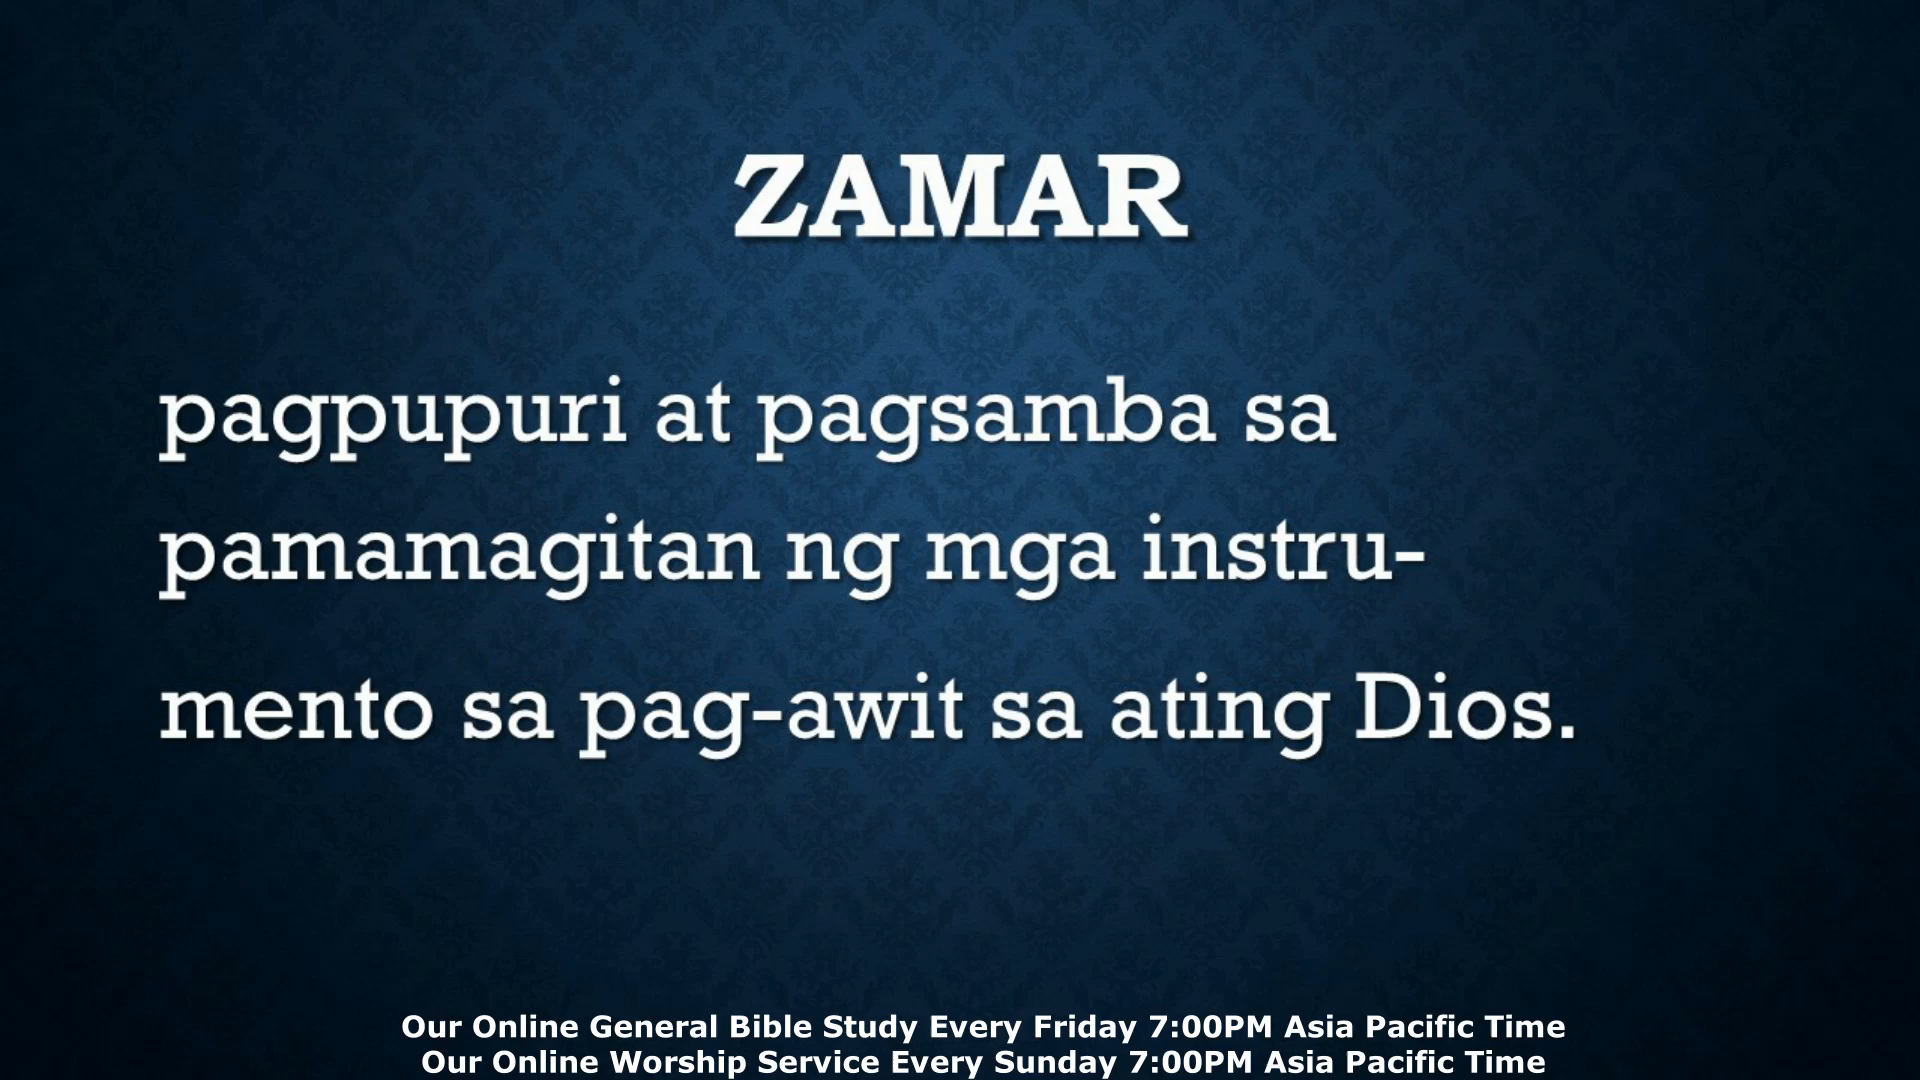 ZAMAR
pagpupuri at pagsamba sa
pamamagitan ng mga instru-
mento sa pag-awit sa ating Dios.
Our Online General Bible Study Every Friday 7:00PM Asia Pacific Time
Our Online Worship Service Every Sunday 7:00PM Asia Pacific Time